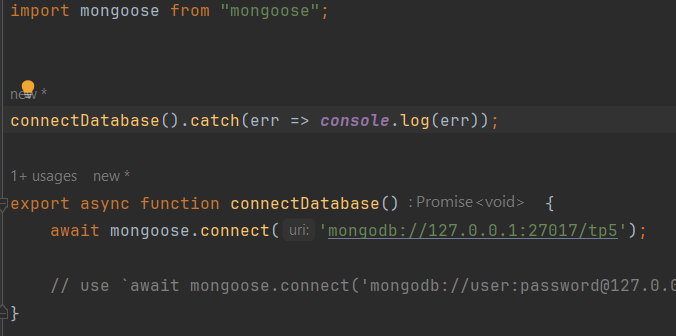 import mongoose from "mongoose";
new *
connectDatabase().catch(err => console.log(err));
1+ usages new *
export async function connectDatabase() : Promise<void> {
await mongoose.connect( uri: 'mongodb://127.0.0.1:27017/tp5');
// use `await mongoose.connect('mongodb://user:password@127.0.0
}